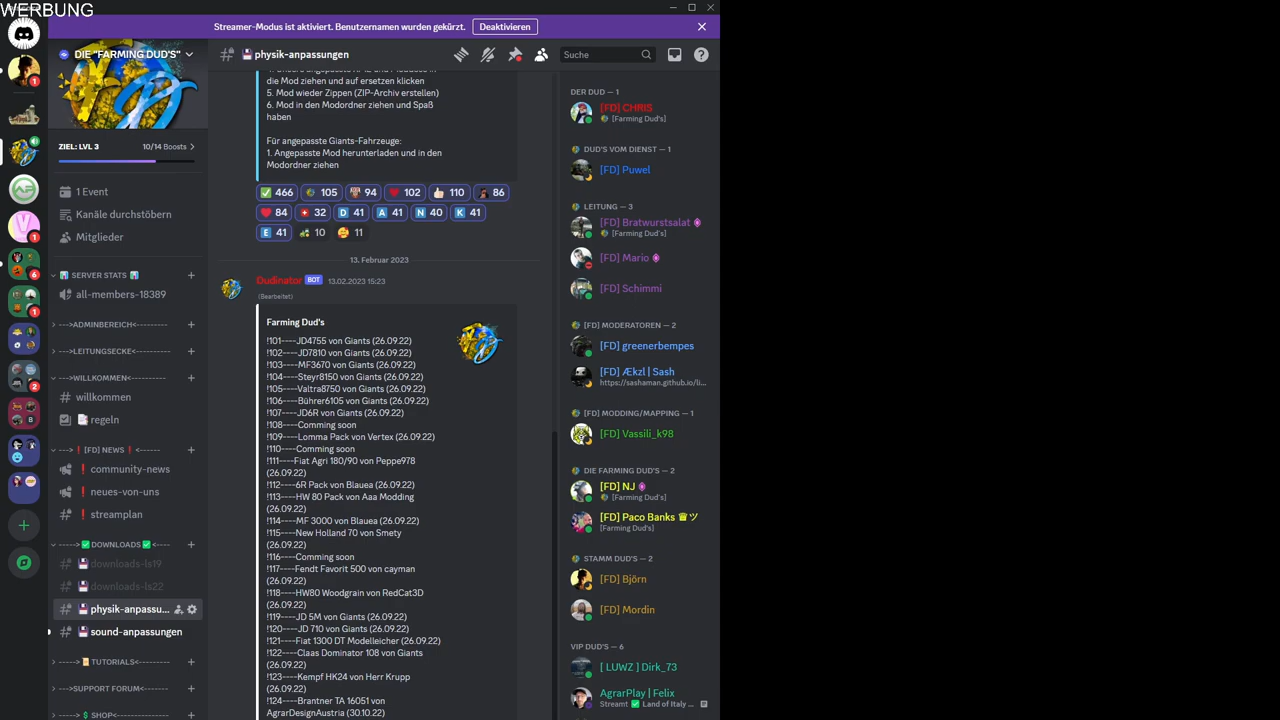 WERBUNG
Streamer-Modus ist aktiviert. Benutzernamen wurden gekürzt.
Deaktivieren
DIE "FARMING DUD'S"
ZIEL: LVL 3
10/14 Boosts
1 Event
Kanäle durchstöbern
Mitglieder
SERVER STATS
all-members-18389
--->ADMINBEREICH<---------
--->LEITUNGSECKE<--------
---->WILLKOMMEN<---------
willkommen
regeln
----> [FD] NEWS <-----
community-news
neues-von-uns
streamplan
----->DOWNLOADS<----
downloads-ls19
downloads-ls22
physik-anpassu...
sound-anpassungen
----->TUTORIALS<---------
---->SUPPORT FORUM<------
----->SHOP<----------
physik-anpassungen
Suche
die Mod ziehen und auf ersetzen klicken
5. Mod wieder Zippen (ZIP-Archiv erstellen)
6. Mod in den Modordner ziehen und Spaß
haben
Für angepasste Giants-Fahrzeuge:
1. Angepasste Mod herunterladen und in den
Modordner ziehen
466 105 94 102 110 86
84 32 D 41 A 41 N 40 K 41
E 41 10 11
13. Februar 2023
Dudinator BOT 13.02.2023 15:23
(Bearbeitet)
Farming Dud's
!101----JD4755 von Giants (26.09.22)
!102----JD7810 von Giants (26.09.22)
!103----MF3670 von Giants (26.09.22)
!104----Steyr8150 von Giants (26.09.22)
!105----Valtra8750 von Giants (26.09.22)
!106----Bührer6105 von Giants (26.09.22)
!107----JD6R von Giants (26.09.22)
!108----Comming soon
!109----Lomma Pack von Vertex (26.09.22)
!110----Comming soon
!111----Fiat Agri 180/90 von Peppe978
(26.09.22)
!112----6R Pack von Blauea (26.09.22)
!113----HW 80 Pack von Aaa Modding
(26.09.22)
!114----MF 3000 von Blauea (26.09.22)
!115----New Holland 70 von Smety
(26.09.22)
!116----Comming soon
!117----Fendt Favorit 500 von cayman
(26.09.22)
!118----HW80 Woodgrain von RedCat3D
(26.09.22)
!119----JD 5M von Giants (26.09.22)
!120----JD 710 von Giants (26.09.22)
!121----Fiat 1300 DT Modelleicher (26.09.22)
!122----Claas Dominator 108 von Giants
(26.09.22)
!123----Kempf HK24 von Herr Krupp
(26.09.22)
!124----Brantner TA 16051 von
AgrarDesignAustria (30.10.22)
DER DUD — 1
[FD] CHRIS
[Farming Dud's]
DUD'S VOM DIENST — 1
[FD] Puwel
LEITUNG — 3
[FD] Bratwurstsalat
[Farming Dud's]
[FD] Mario
[FD] Schimmi
[FD] MODERATOREN — 2
[FD] greenerbempes
[FD] Ækzl | Sash
https://sashaman.github.io/li...
[FD] MODDING/MAPPING — 1
[FD] Vassili_k98
DIE FARMING DUD'S — 2
[FD] NJ
[Farming Dud's]
[FD] Paco Banks ♛ツ
[Farming Dud's]
STAMM DUD'S — 2
[FD] Björn
[FD] Mordin
VIP DUD'S — 6
[ LUWZ ] Dirk_73
AgrarPlay | Felix
Streamt ✅ Land of Italy ...